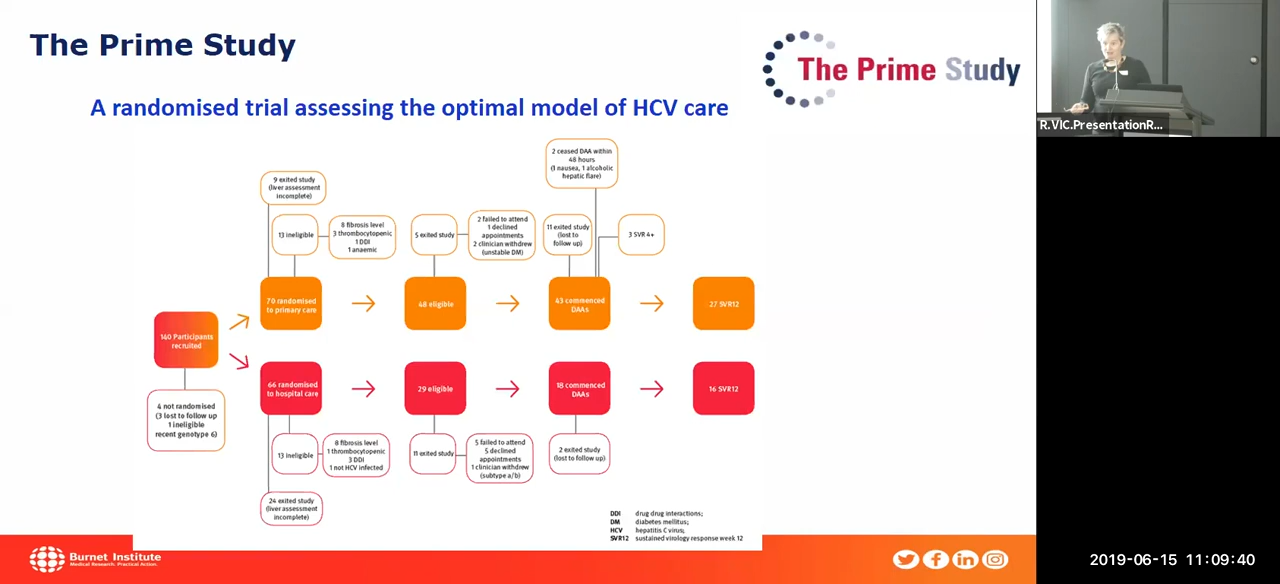 The Prime Study
The Prime Study
A randomised trial assessing the optimal model of HCV care
2 ceased DAA within
48 hours
(1 nausea, 1 alcoholic
hepatic flare)
9 exited study
(liver assessment
incomplete)
13 ineligible
8 fibrosis level
3 thrombocytopenic
1 DDI
1 anaemic
5 exited study
2 failed to attend
1 declined
appointments
2 clinician withdrew
(unstable DM)
11 exited study
(lost to
follow up)
3 SVR 4+
70 randomised
to primary care
48 eligible
43 commenced
DAAs
27 SVR12
140 Participants
recruited
66 randomised
to hospital care
29 eligible
18 commenced
DAAs
16 SVR12
4 not randomised
(3 lost to follow up
1 ineligible
recent genotype 6)
13 ineligible
8 fibrosis level
1 thrombocytopenic
3 DDI
1 not HCV infected
11 exited study
5 failed to attend
5 declined
appointments
1 clinician withdrew
(subtype a/b)
2 exited study
(lost to follow up)
24 exited study
(liver assessment
incomplete)
DDI drug drug interactions;
DM diabetes mellitus;
HCV hepatitis C virus;
SVR12 sustained virology response week 12
Burnet Institute
Medical Research. Practical Action.
R.VIC.PresentationR...
2019-06-15 11:09:40